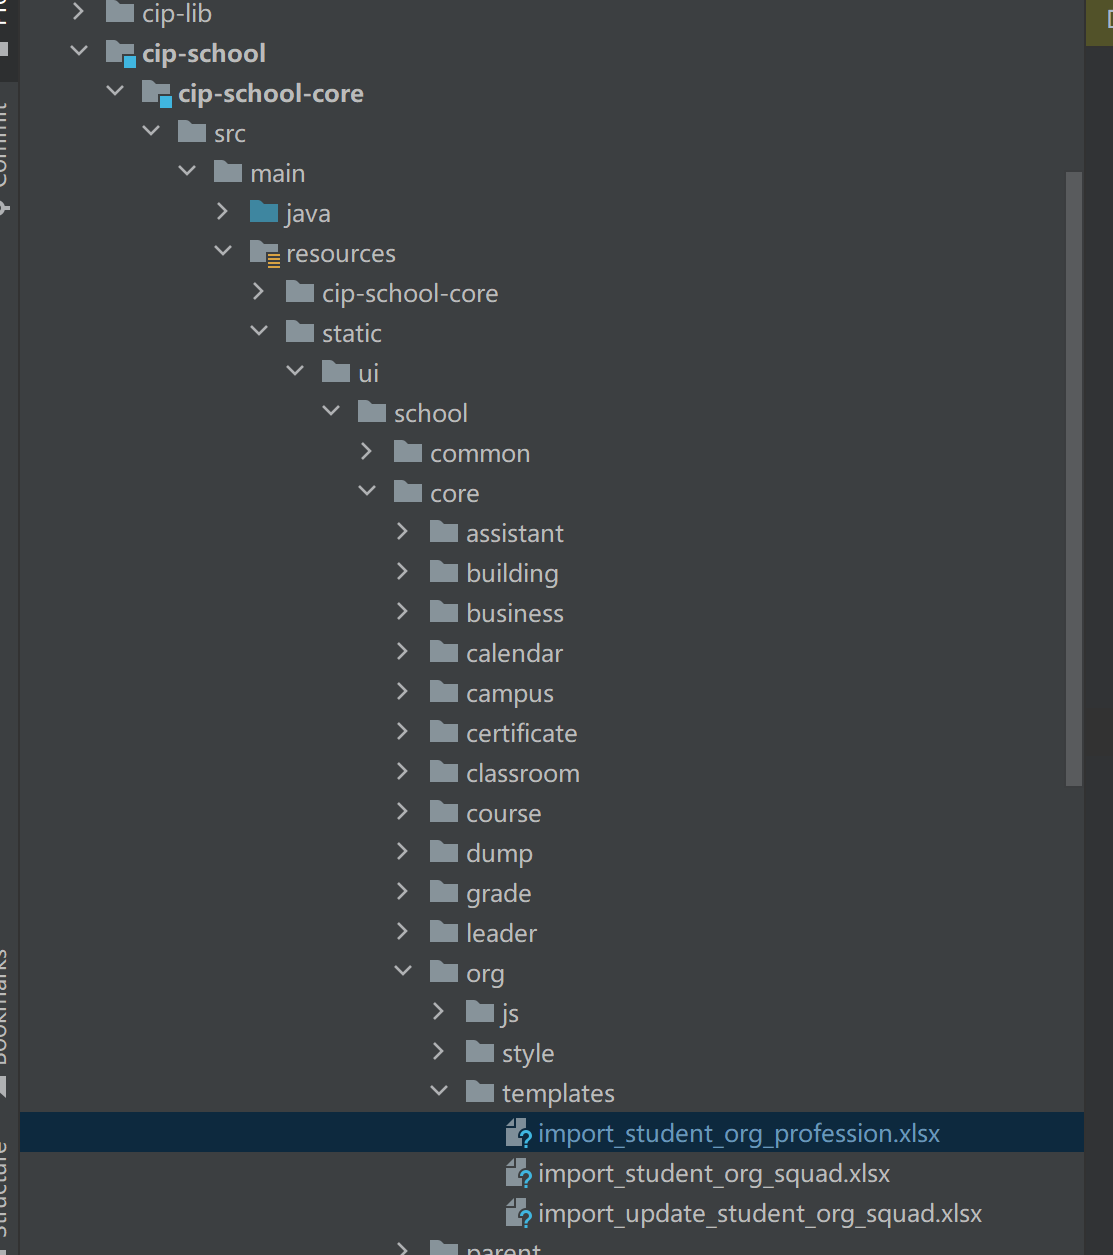 cip-lib
cip-school
cip-school-core
src
main
java
resources
cip-school-core
static
ui
school
common
core
assistant
building
business
calendar
campus
certificate
classroom
course
dump
grade
leader
org
js
style
templates
import_student_org_profession.xlsx
import_student_org_squad.xlsx
import_update_student_org_squad.xlsx
parent
Commit
Bookmarks
Structure